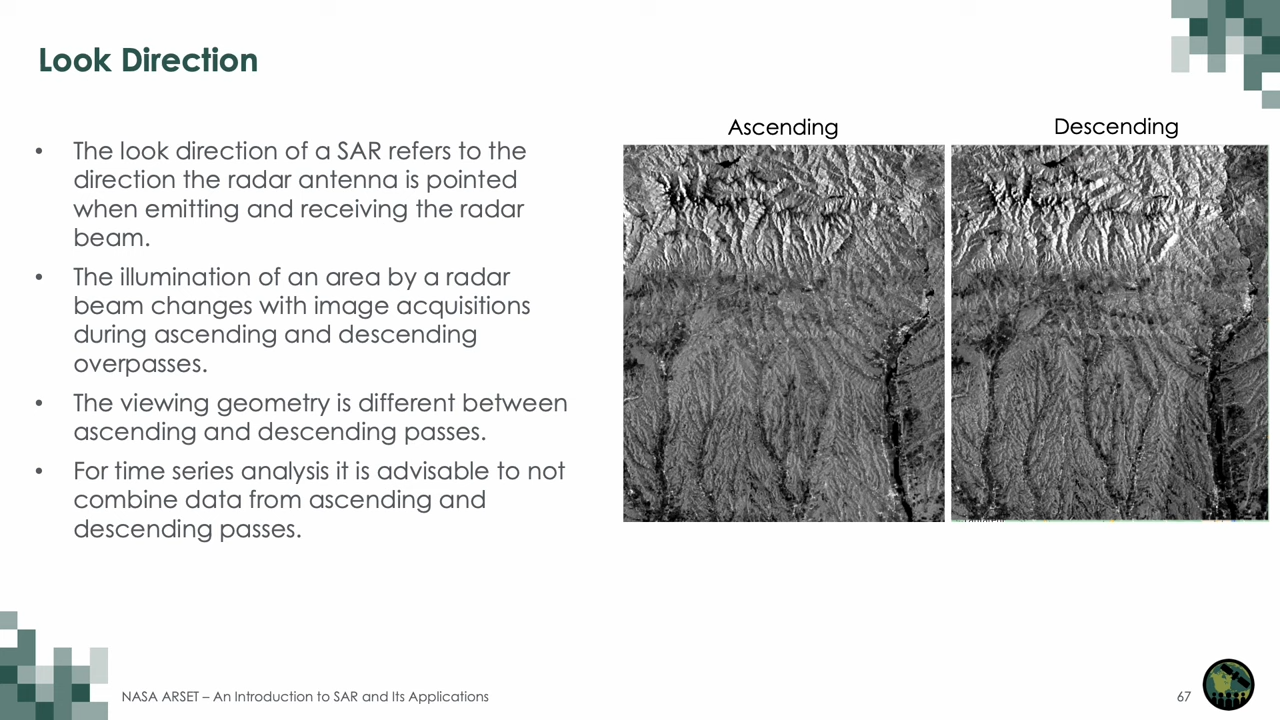 Look Direction
• The look direction of a SAR refers to the
direction the radar antenna is pointed
when emitting and receiving the radar
beam.
• The illumination of an area by a radar
beam changes with image acquisitions
during ascending and descending
overpasses.
• The viewing geometry is different between
ascending and descending passes.
• For time series analysis it is advisable to not
combine data from ascending and
descending passes.
Ascending
Descending
NASA ARSET – An Introduction to SAR and Its Applications
67